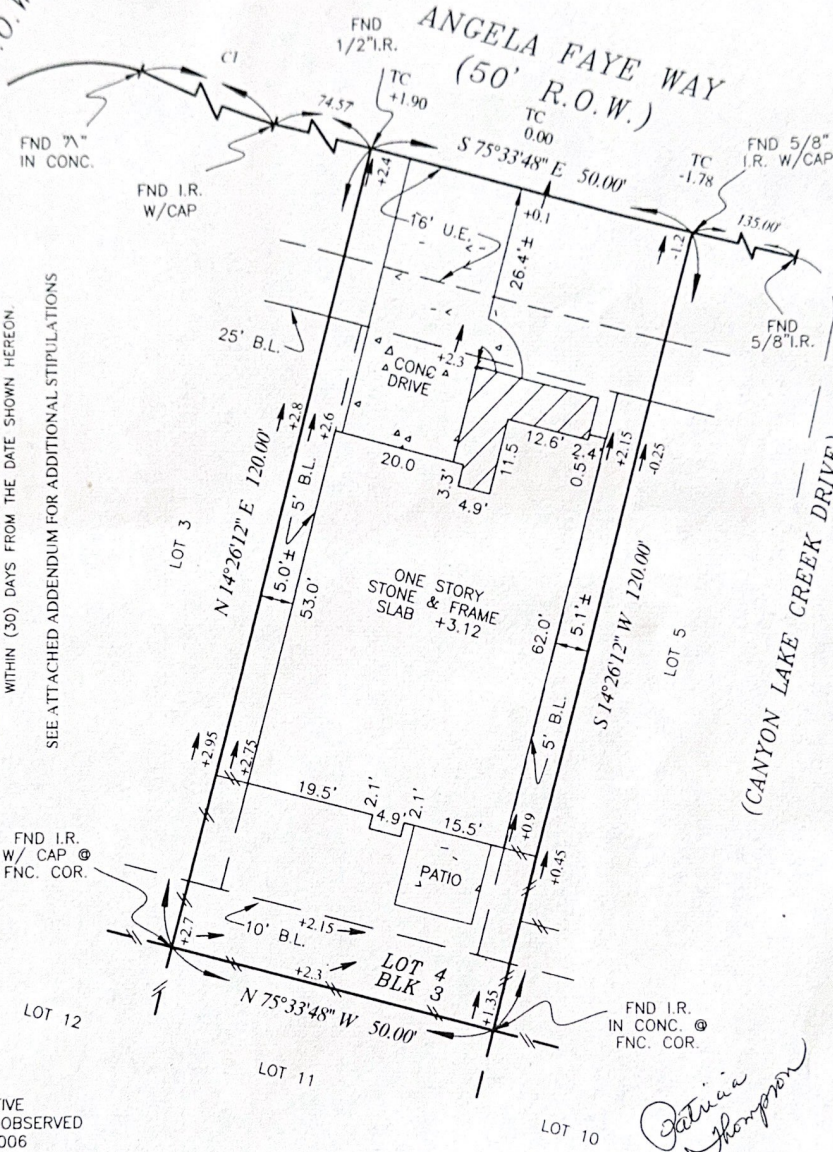 ANGELA FAYE WAY
(50' R.O.W.)
FND
1/2"I.R.
TC
+1.90
C1
74.57'
TC
0.00
S 75°33'48" E 50.00'
TC
-1.78
FND 5/8"
I.R. W/CAP
135.00'
FND
5/8"I.R.
FND "X"
IN CONC.
FND I.R.
W/CAP
+2.4
16' U.E.
+0.1
26.4'±
-1.2
25' B.L.
+2.3
CONC
DRIVE
WITHIN (30) DAYS FROM THE DATE SHOWN HEREON.
SEE ATTACHED ADDENDUM FOR ADDITIONAL STIPULATIONS
+2.8
+2.6
20.0
3.3'
4.9'
11.5
12.6'
2.4'
0.5'
+2.15
-0.25
LOT 3
N 14°26'12" E 120.00'
5' B.L.
5.0'±
53.0'
ONE STORY
STONE & FRAME
SLAB +3.12
62.0'
5.1'±
S 14°26'12" W 120.00'
LOT 5
5' B.L.
(CANYON LAKE CREEK DRIVE)
+2.95
+2.75
19.5'
2.1'
4.9'
2.1'
15.5'
+0.9
+0.45
PATIO
FND I.R.
W/ CAP @
FNC. COR.
+2.7
10' B.L.
+2.15
+2.3
LOT 4
BLK 3
+1.35
N 75°33'48" W 50.00'
FND I.R.
IN CONC. @
FNC. COR.
LOT 12
LOT 11
LOT 10
OBSERVED
Patricia
Thompson